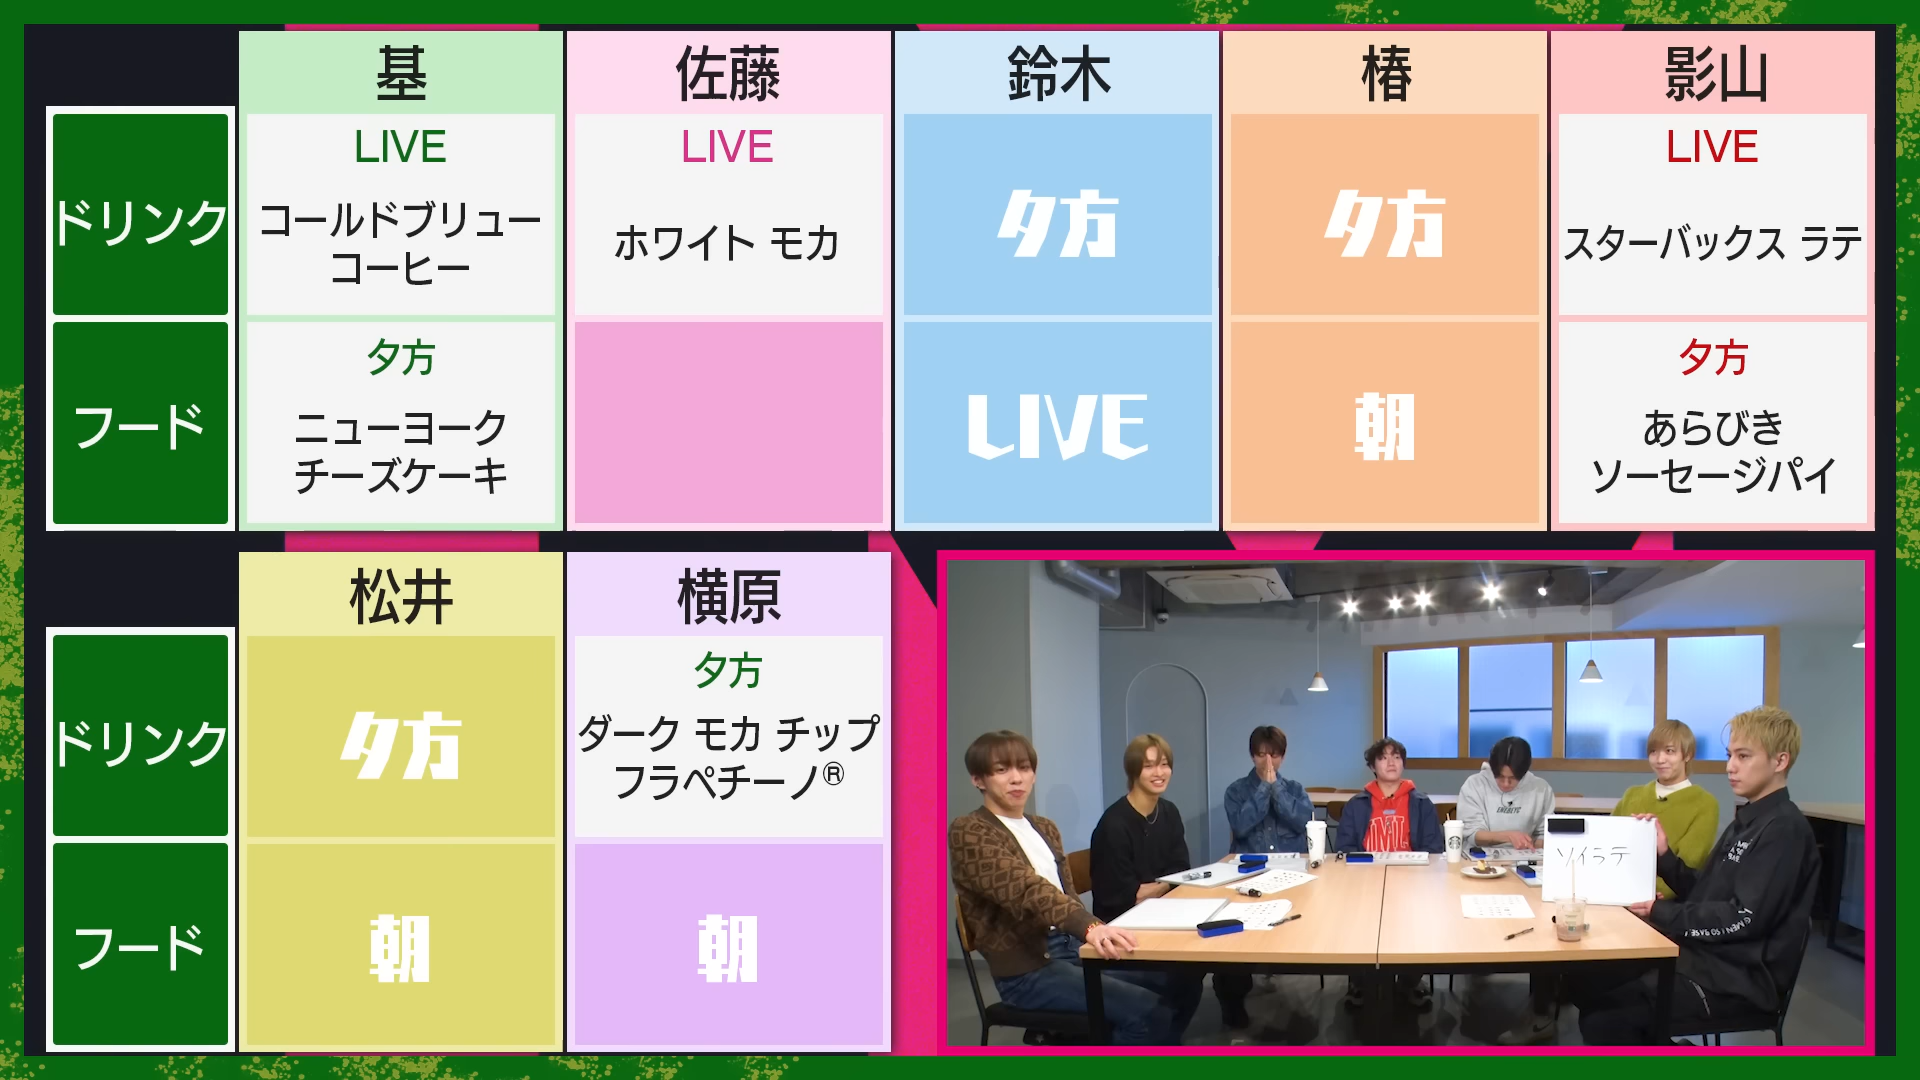 基
佐藤
鈴木
椿
影山
ドリンク
LIVE
コールドブリュー
コーヒー
LIVE
ホワイト モカ
夕方
夕方
LIVE
スターバックス ラテ
フード
夕方
ニューヨーク
チーズケーキ
LIVE
朝
夕方
あらびき
ソーセージパイ
松井
横原
ドリンク
夕方
夕方
ダーク モカ チップ
フラペチーノ®
フード
朝
朝
ソイラテ